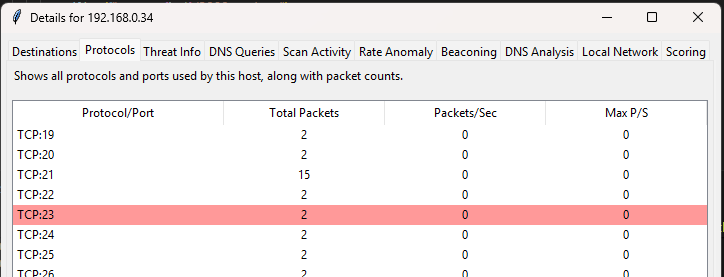 Details for 192.168.0.34
Destinations Protocols Threat Info DNS Queries Scan Activity Rate Anomaly Beaconing DNS Analysis Local Network Scoring
Shows all protocols and ports used by this host, along with packet counts.
Protocol/Port Total Packets Packets/Sec Max P/S
TCP:19 2 0 0
TCP:20 2 0 0
TCP:21 15 0 0
TCP:22 2 0 0
TCP:23 2 0 0
TCP:24 2 0 0
TCP:25 2 0 0
TCP:26 2 0 0